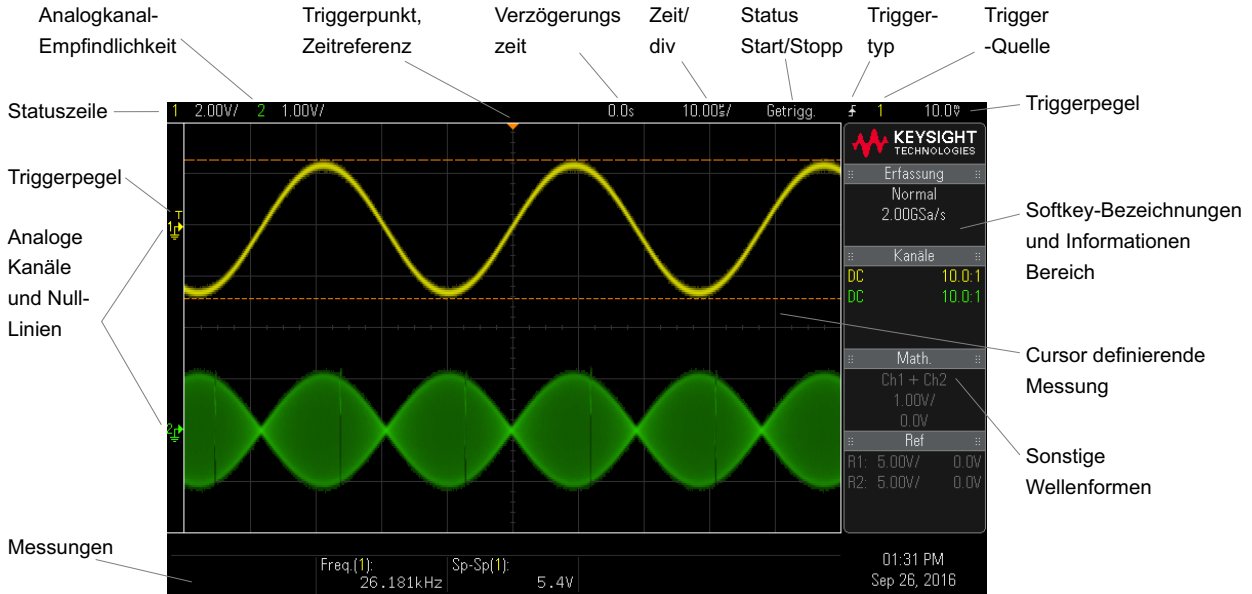 Analogkanal-
Empfindlichkeit
Triggerpunkt,
Zeitreferenz
Verzögerungs
zeit
Zeit/
div
Status
Start/Stopp
Trigger-
typ
Trigger
-Quelle
Statuszeile
1 2.00V/ 2 1.00V/ 0.0s 10.00µs/ Getrigg. 1 10.0mV
Triggerpegel
KEYSIGHT
TECHNOLOGIES
Erfassung
Normal
2.00GSa/s
Triggerpegel
T
1
Softkey-Bezeichnungen
und Informationen
Bereich
Analoge
Kanäle
und Null-
Linien
Kanäle
DC 10.0:1
DC 10.0:1
Cursor definierende
Messung
Math.
Ch1 + Ch2
1.00V/
0.0V
2
Ref
R1: 5.00V/ 0.0V
R2: 5.00V/ 0.0V
Sonstige
Wellenformen
Messungen
Freq.(1):
26.181kHz
Sp-Sp(1):
5.4V
01:31 PM
Sep 26, 2016